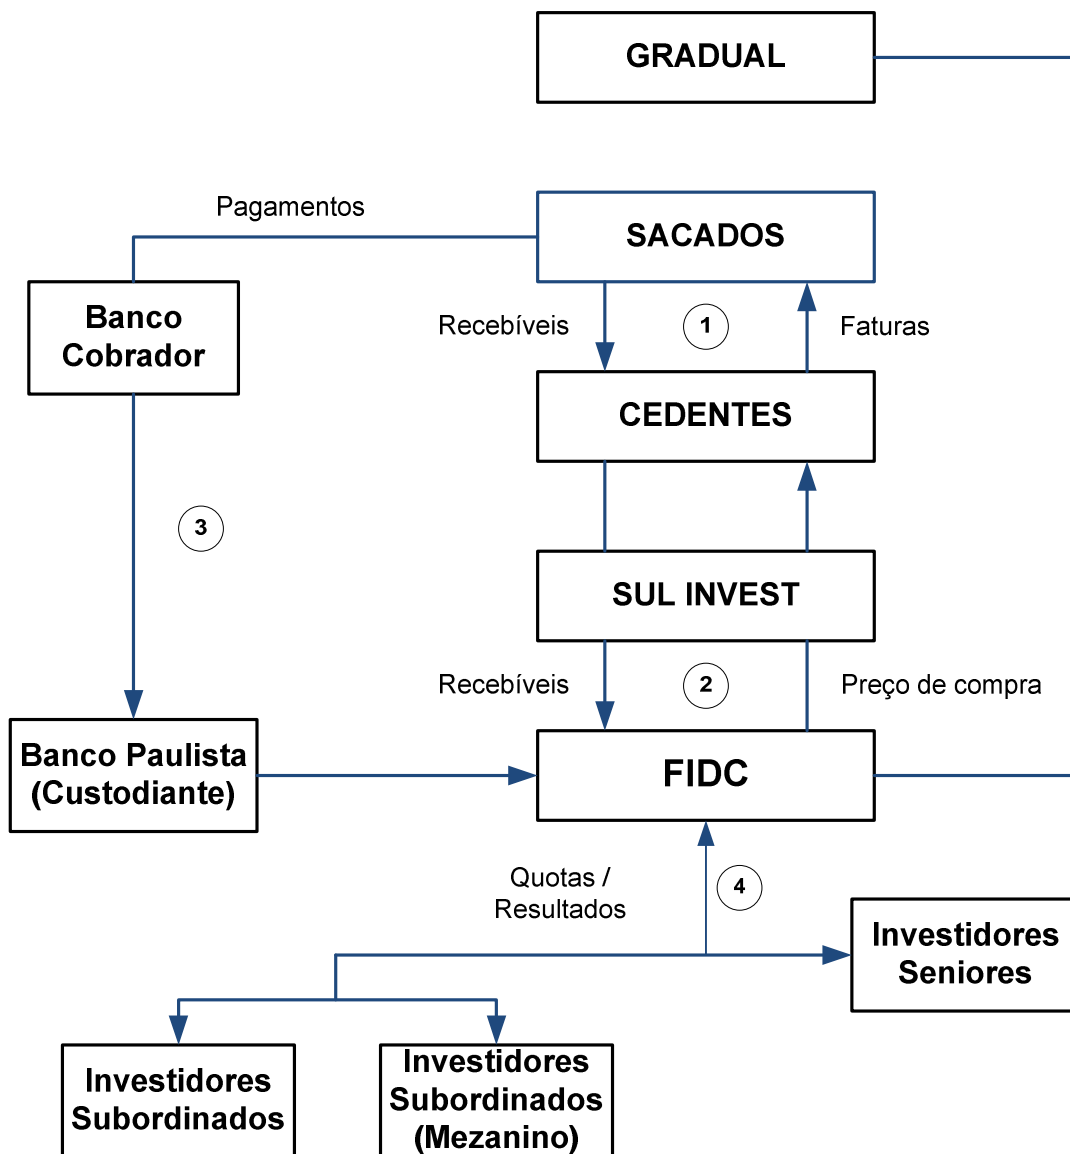 GRADUAL
Pagamentos
SACADOS
Banco
Cobrador
Recebíveis
1
Faturas
CEDENTES
3
SUL INVEST
Recebíveis
2
Preço de compra
Banco Paulista
(Custodiante)
FIDC
Quotas /
Resultados
4
Investidores
Seniores
Investidores
Subordinados
Investidores
Subordinados
(Mezanino)